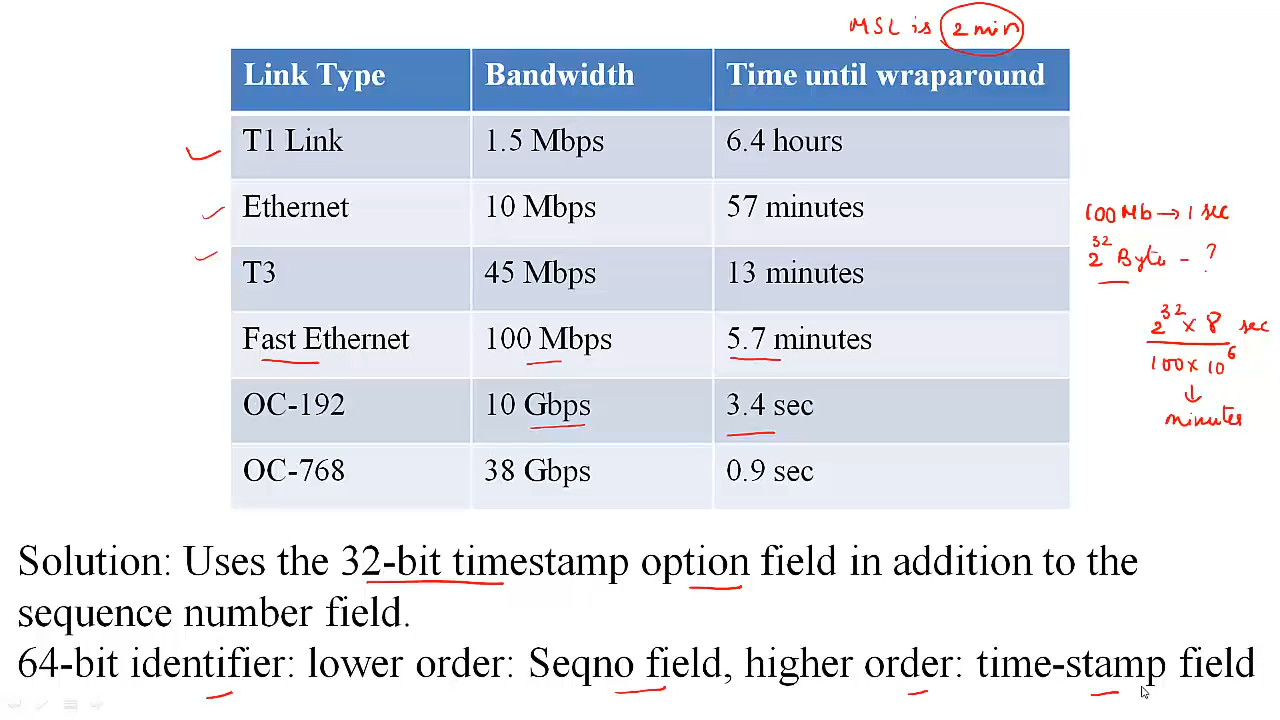 MSL is 2 min
Link Type Bandwidth Time until wraparound
T1 Link 1.5 Mbps 6.4 hours
Ethernet 10 Mbps 57 minutes
T3 45 Mbps 13 minutes
Fast Ethernet 100 Mbps 5.7 minutes
OC-192 10 Gbps 3.4 sec
OC-768 38 Gbps 0.9 sec
100 Mb → 1 sec
2^32 Byte - ?
2^32 × 8 sec
100 × 10^6
↓
minutes
Solution: Uses the 32-bit timestamp option field in addition to the
sequence number field.
64-bit identifier: lower order: Seqno field, higher order: time-stamp field